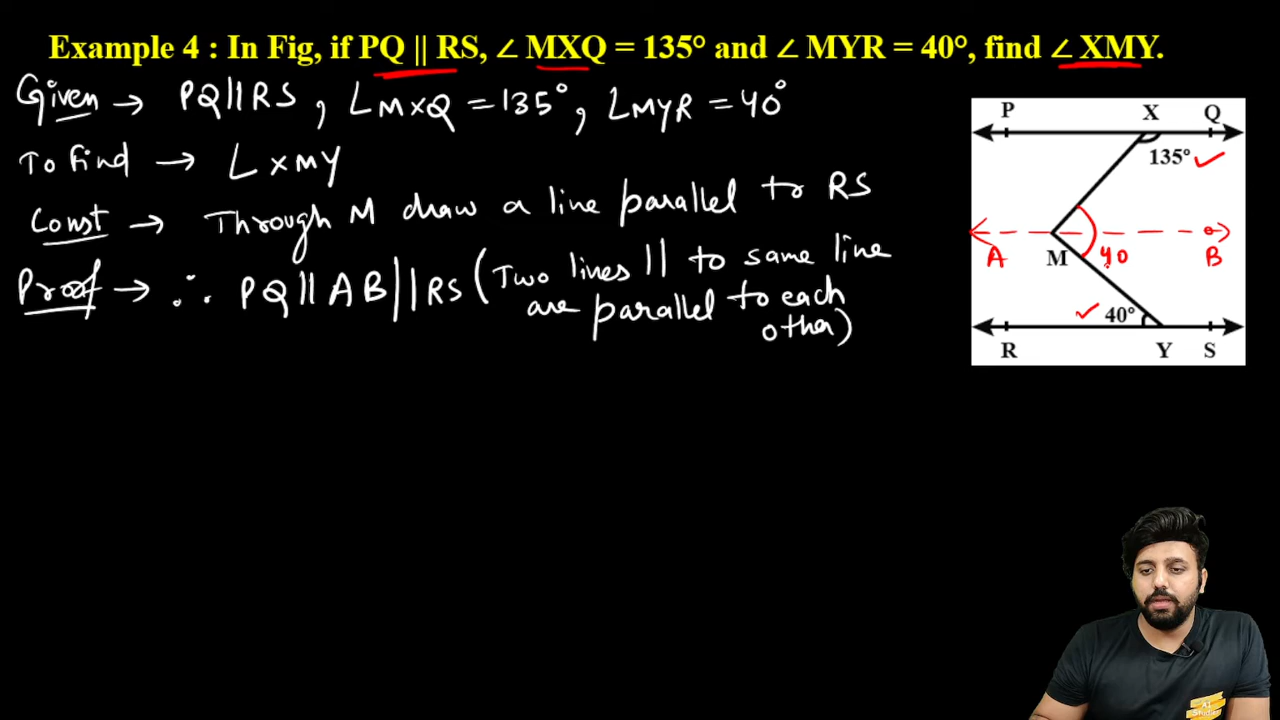 Example 4 : In Fig, if PQ || RS, ∠ MXQ = 135° and ∠ MYR = 40°, find ∠ XMY.
Given → PQ || RS , ∠MXQ = 135° , ∠MYR = 40°
To Find → ∠XMY
Const → Through M draw a line parallel to RS
Proof → ∴ PQ || AB || RS (Two lines || to same line
are parallel to each
other)
P X Q
135°
A M 40 B
40°
R Y S